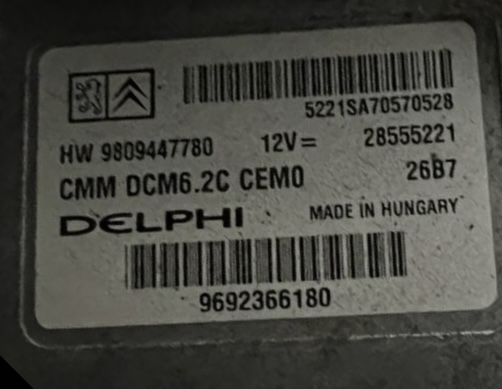 5221SA70570528
HW 9809447780 12V= 28555221
CMM DCM6.2C CEM0 26B7
DELPHI MADE IN HUNGARY
9692366180